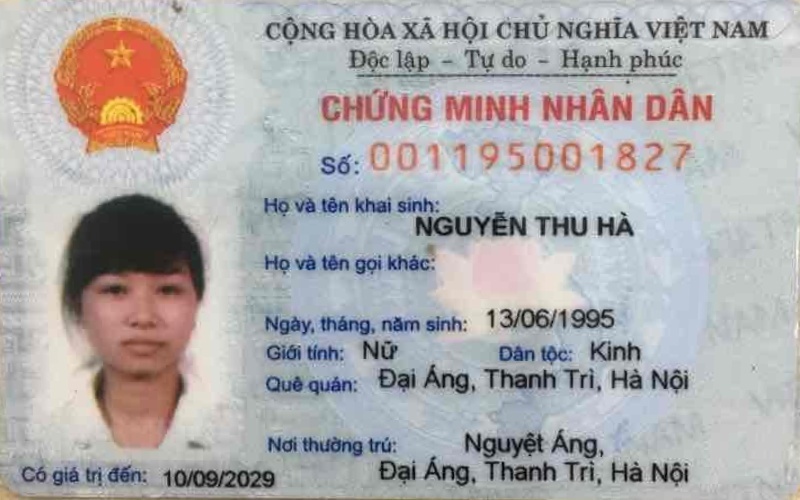 CỘNG HÒA XÃ HỘI CHỦ NGHĨA VIỆT NAM
Độc lập - Tự do - Hạnh phúc
CHỨNG MINH NHÂN DÂN
Số: 001195001827
Họ và tên khai sinh:
NGUYỄN THU HÀ
Họ và tên gọi khác:
Ngày, tháng, năm sinh: 13/06/1995
Giới tính: Nữ Dân tộc: Kinh
Quê quán: Đại Áng, Thanh Trì, Hà Nội
Nơi thường trú: Nguyệt Áng,
Đại Áng, Thanh Trì, Hà Nội
Có giá trị đến: 10/09/2029